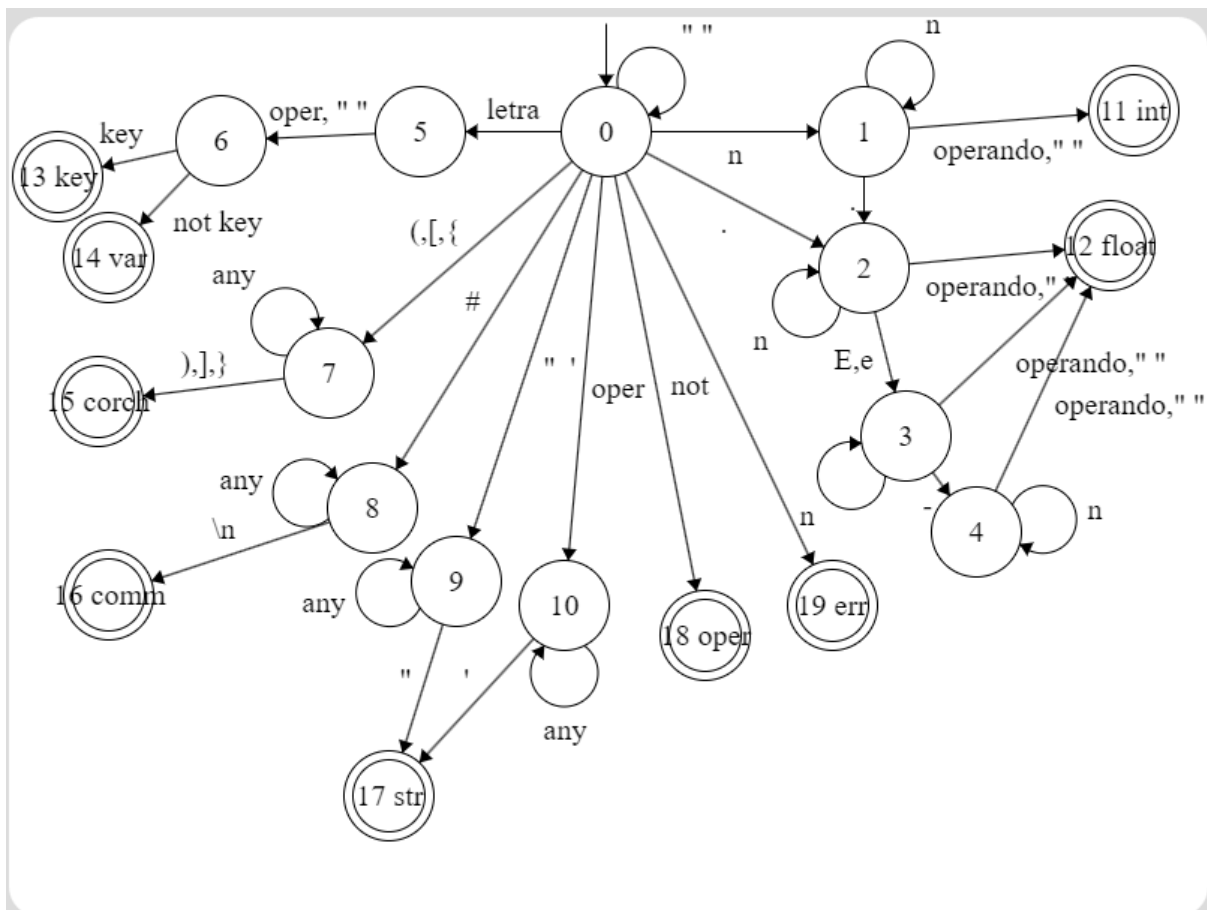 " "
n
letra
oper, " "
5
0
1
11 int
6
key
n
operando," "
13 key
not key
.
.
(,[,{
14 var
2
12 float
any
operando," "
#
n
E,e
),],}
7
" '
oper
not
operando," "
15 corch
operando," "
3
any
8
\n
n
-
4
n
9
10
16 comm
any
19 err
18 oper
"
'
any
17 str